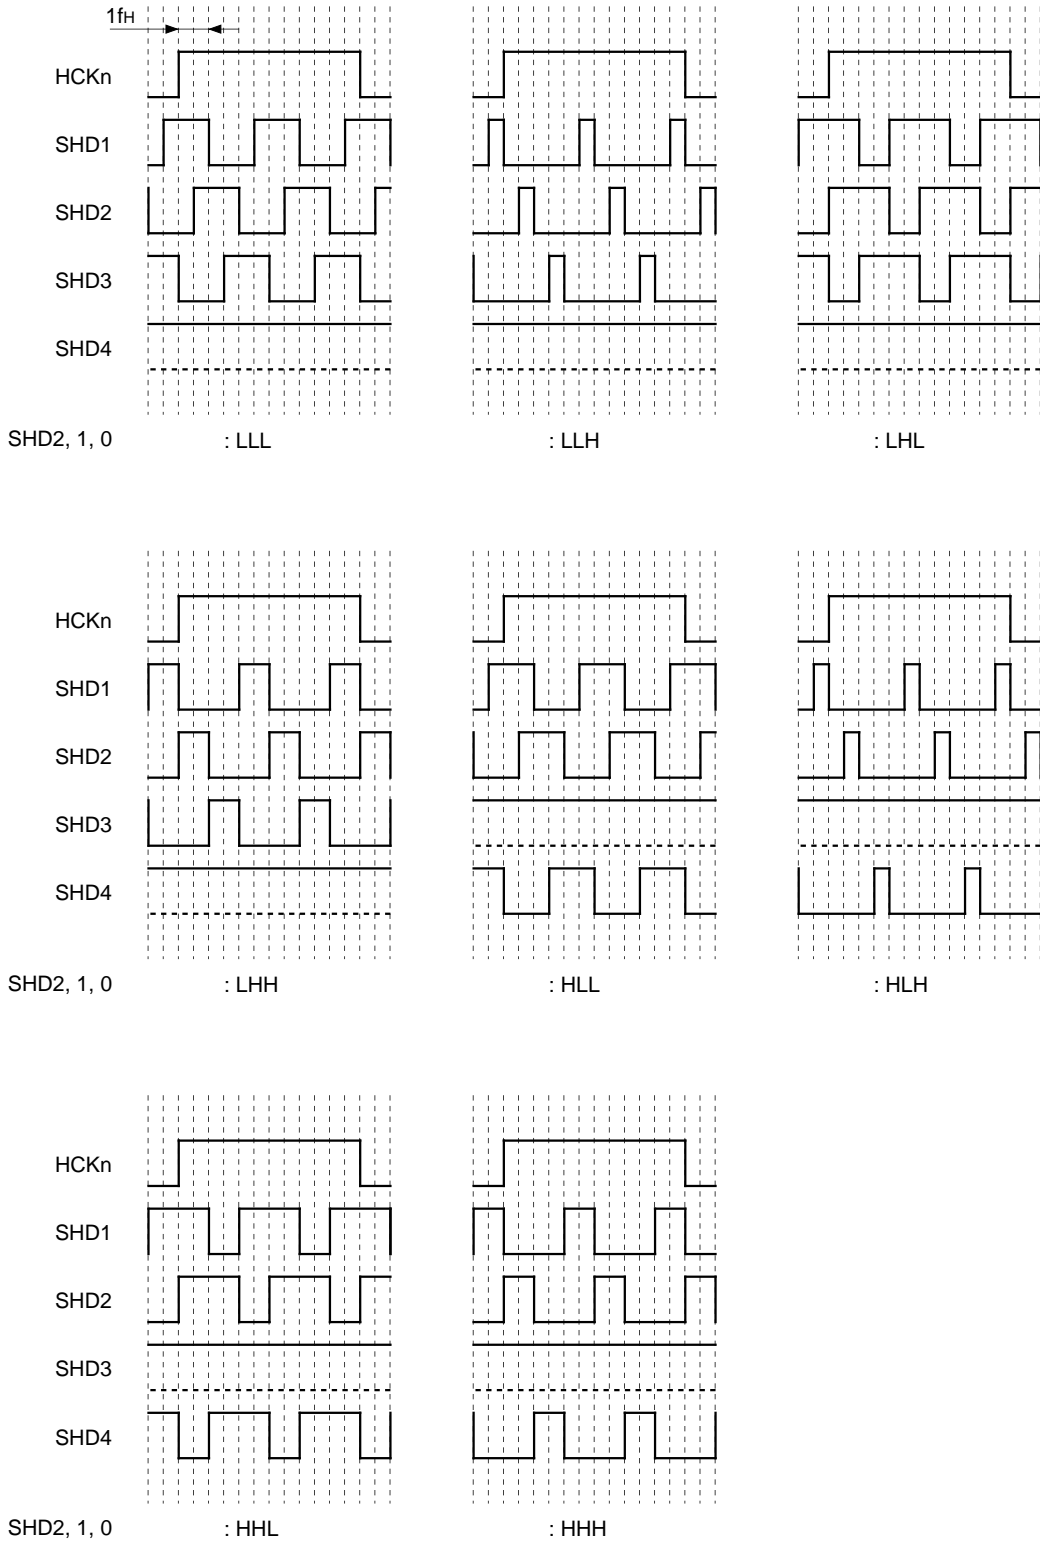 1fH
HCKn
SHD1
SHD2
SHD3
SHD4
SHD2, 1, 0 : LLL : LLH : LHL
HCKn
SHD1
SHD2
SHD3
SHD4
SHD2, 1, 0 : LHH : HLL : HLH
HCKn
SHD1
SHD2
SHD3
SHD4
SHD2, 1, 0 : HHL : HHH